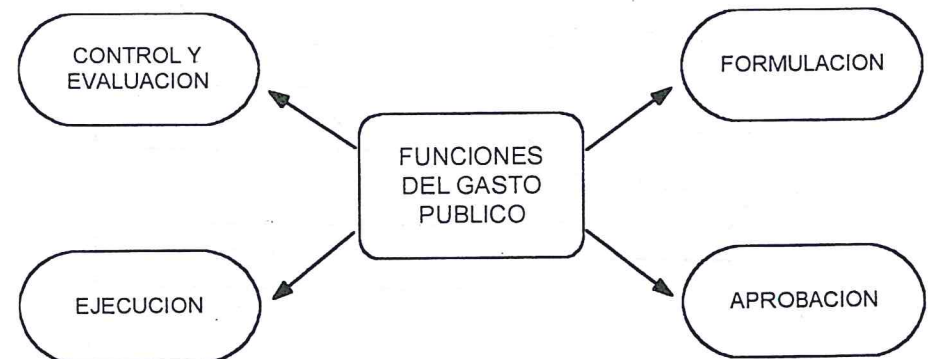 CONTROL Y
EVALUACION
FORMULACION
FUNCIONES
DEL GASTO
PUBLICO
EJECUCION
APROBACION